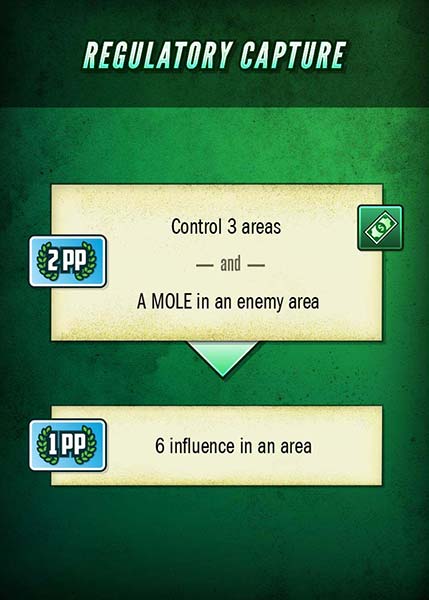 REGULATORY CAPTURE
Control 3 areas
2 PP
— and —
A MOLE in an enemy area
1 PP
6 influence in an area